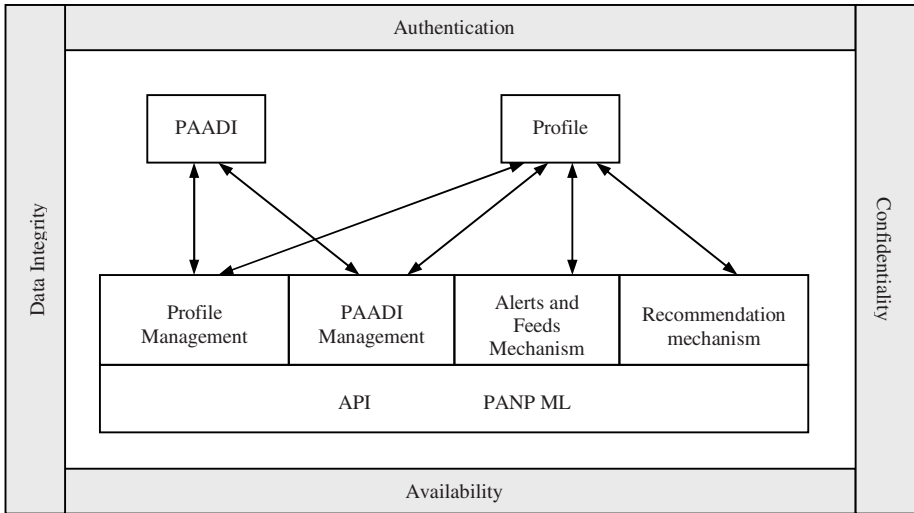 Authentication
PAADI
Profile
Data Integrity
Confidentiality
Profile
Management
PAADI
Management
Alerts and
Feeds
Mechanism
Recommendation
mechanism
API PANP ML
Availability